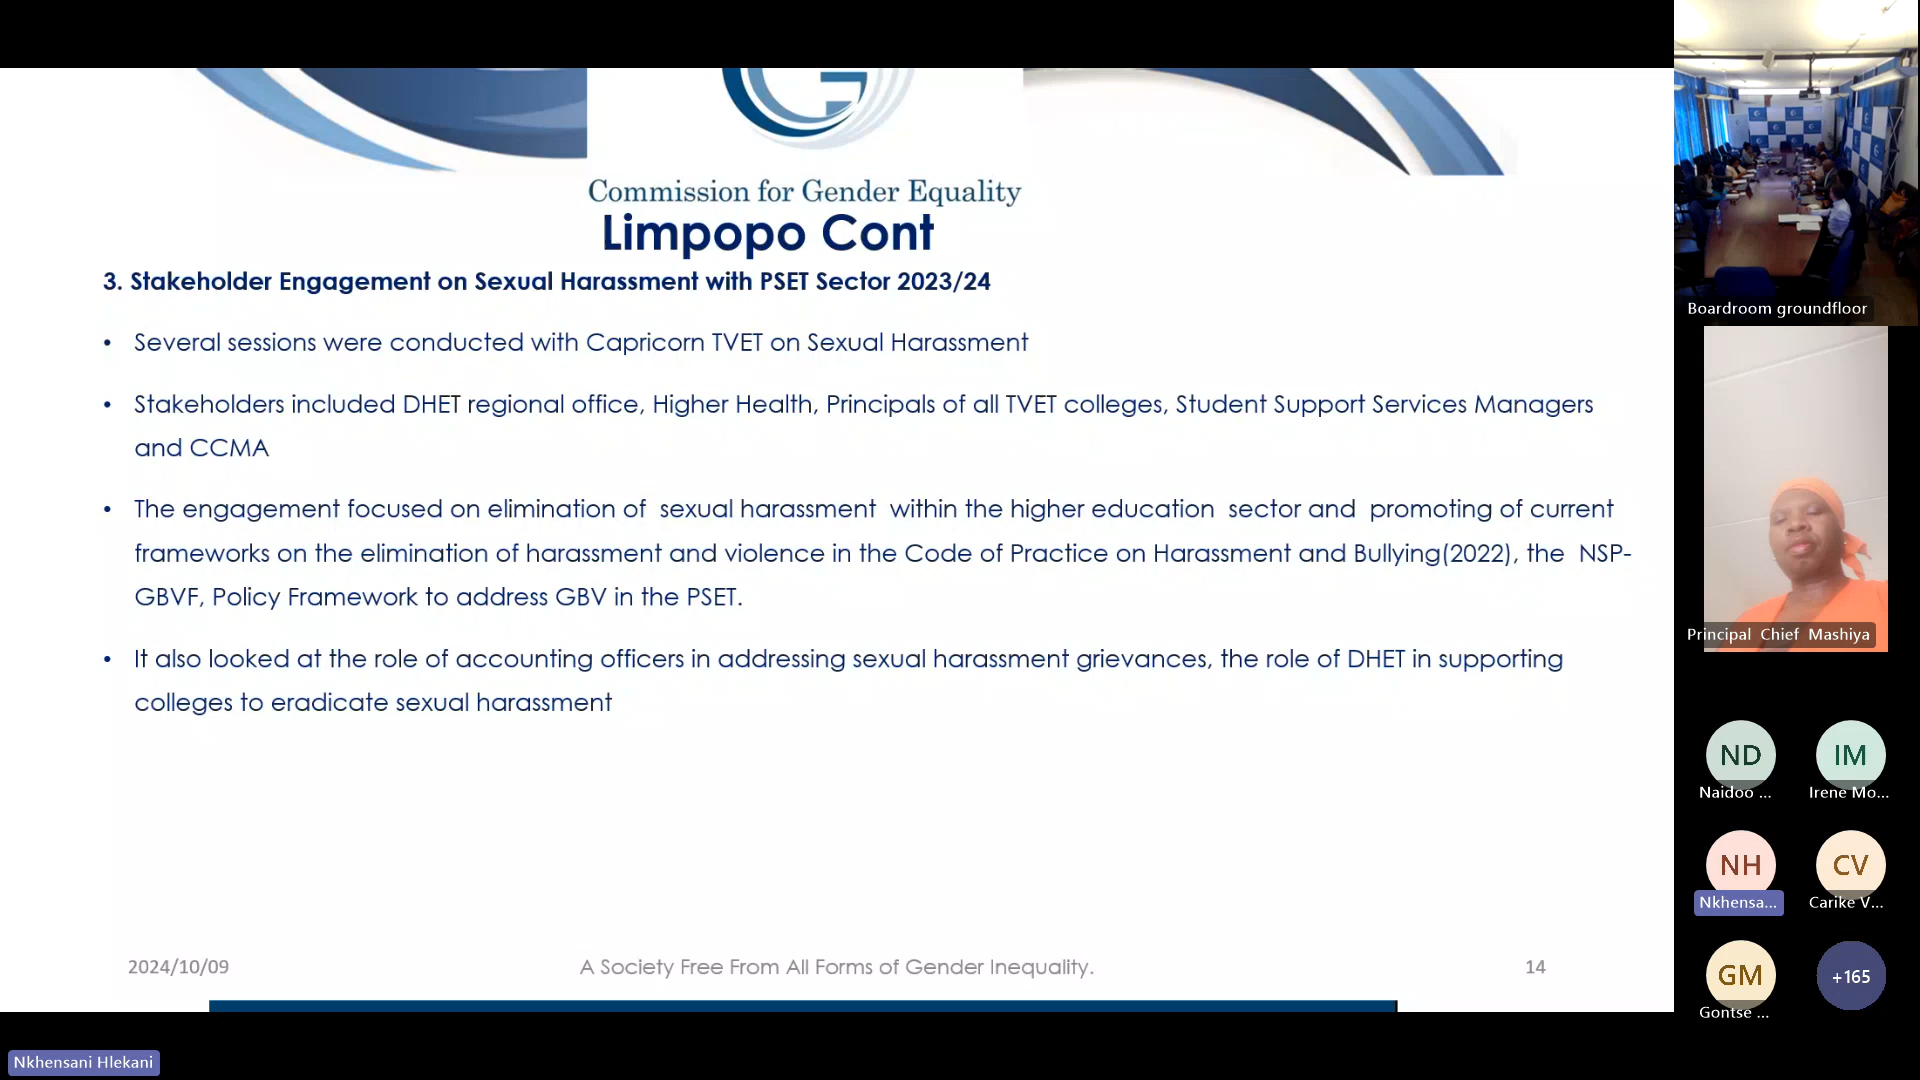 Commission for Gender Equality
Limpopo Cont
3. Stakeholder Engagement on Sexual Harassment with PSET Sector 2023/24
• Several sessions were conducted with Capricorn TVET on Sexual Harassment
• Stakeholders included DHET regional office, Higher Health, Principals of all TVET colleges, Student Support Services Managers
and CCMA
• The engagement focused on elimination of  sexual harassment  within the higher education  sector and  promoting of current
frameworks on the elimination of harassment and violence in the Code of Practice on Harassment and Bullying(2022), the  NSP-
GBVF, Policy Framework to address GBV in the PSET.
• It also looked at the role of accounting officers in addressing sexual harassment grievances, the role of DHET in supporting
colleges to eradicate sexual harassment
2024/10/09
A Society Free From All Forms of Gender Inequality.
14
Boardroom groundfloor
Principal Chief Mashiya
ND
IM
Naidoo ...
Irene Mo...
NH
CV
Nkhensa...
Carike V...
GM
+165
Gontse ...
Nkhensani Hlekani